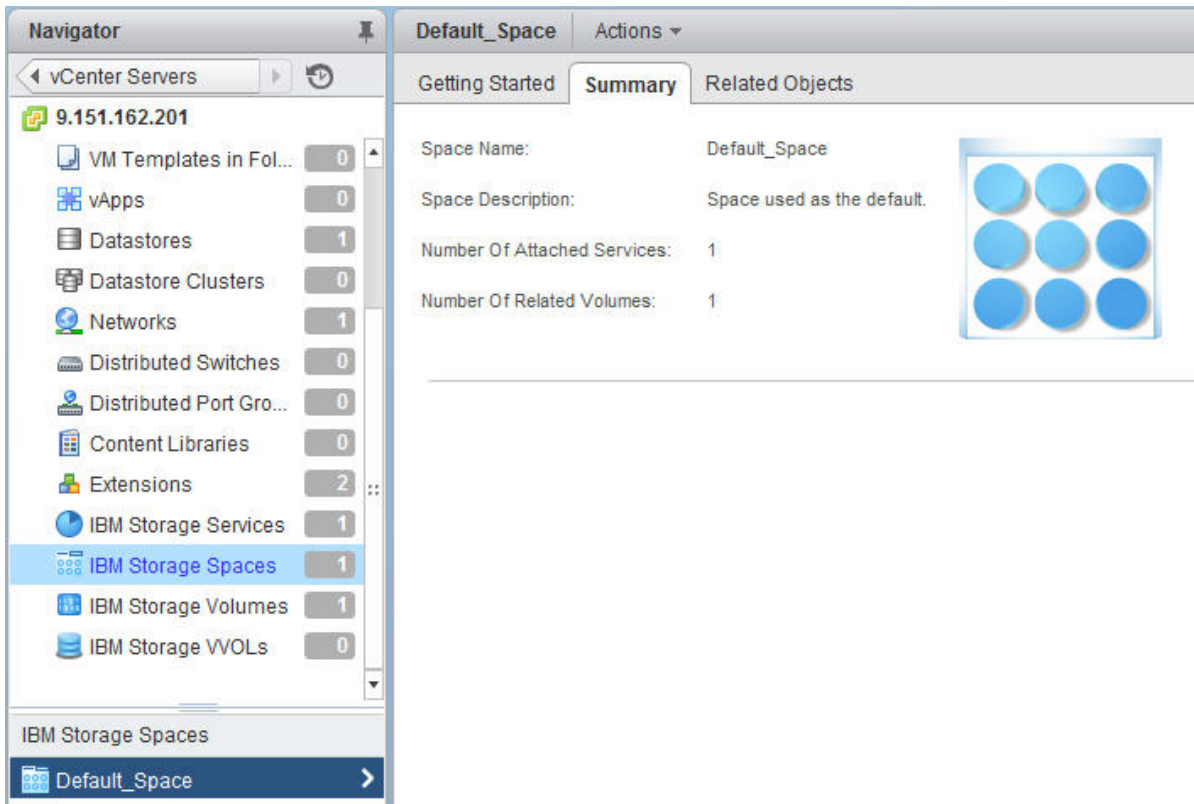 Navigator
vCenter Servers
9.151.162.201
VM Templates in Fol... 0
vApps 0
Datastores 1
Datastore Clusters 0
Networks 1
Distributed Switches 0
Distributed Port Gro... 0
Content Libraries 0
Extensions 2
IBM Storage Services 1
IBM Storage Spaces 1
IBM Storage Volumes 1
IBM Storage VVOLs 0
IBM Storage Spaces
Default_Space
Default_Space Actions
Getting Started Summary Related Objects
Space Name: Default_Space
Space Description: Space used as the default.
Number Of Attached Services: 1
Number Of Related Volumes: 1